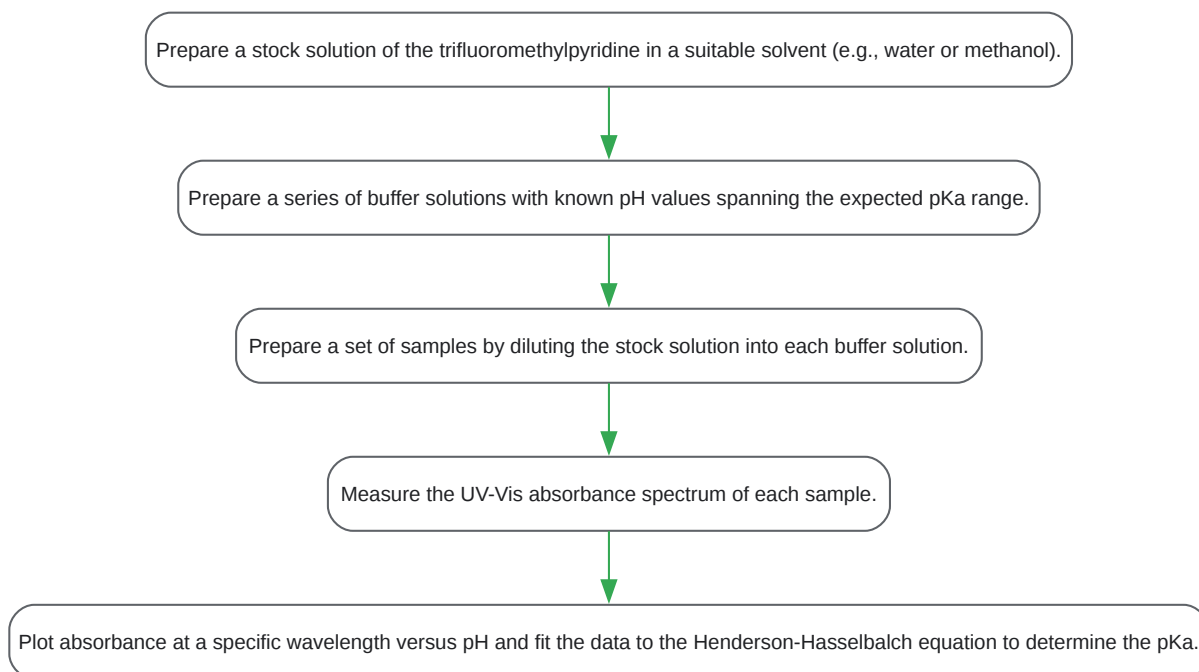 Prepare a stock solution of the trifluoromethylpyridine in a suitable solvent (e.g., water or methanol).
Prepare a series of buffer solutions with known pH values spanning the expected pKa range.
Prepare a set of samples by diluting the stock solution into each buffer solution.
Measure the UV-Vis absorbance spectrum of each sample.
Plot absorbance at a specific wavelength versus pH and fit the data to the Henderson-Hasselbalch equation to determine the pKa.